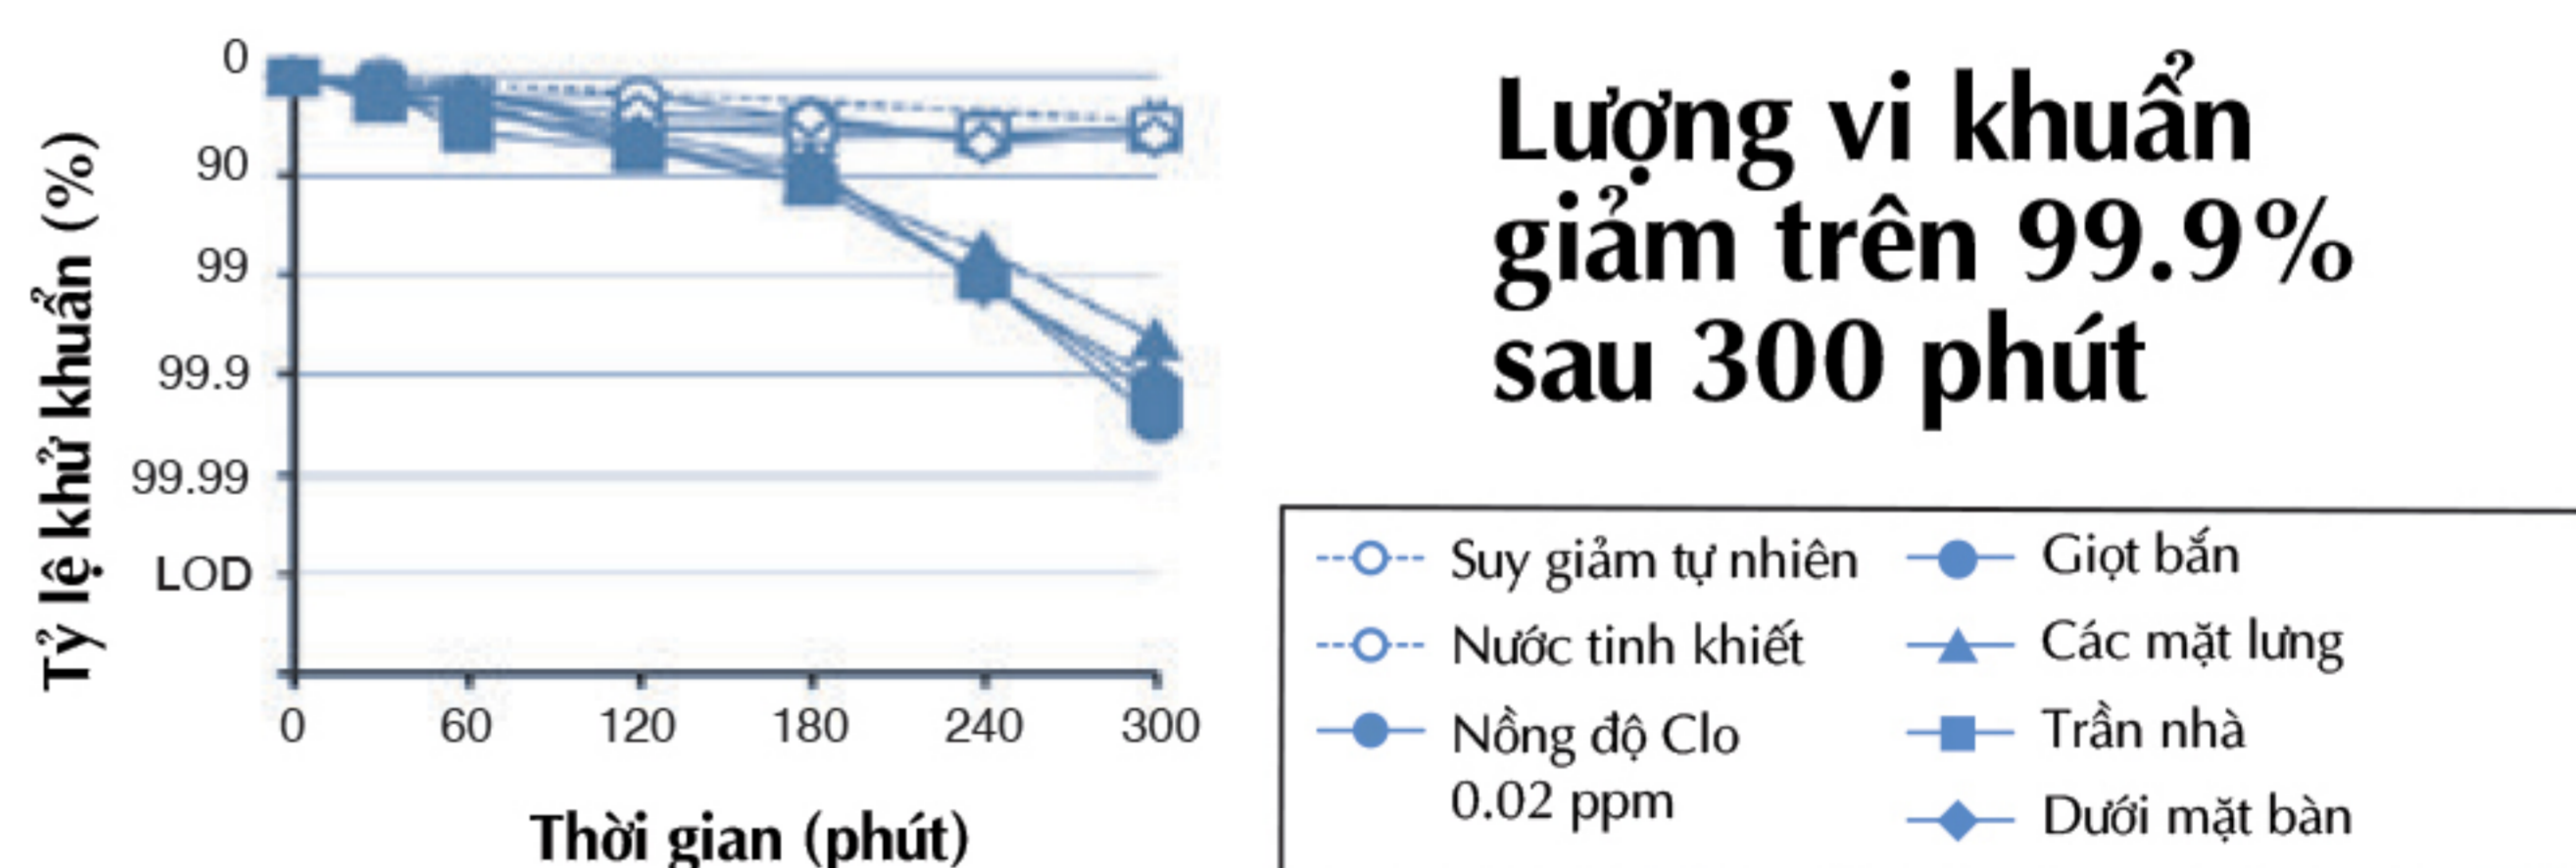 Tỷ lệ khử khuẩn (%)
0
90
99
99.9
99.99
LOD
0 60 120 180 240 300
Thời gian (phút)
Lượng vi khuẩn
giảm trên 99.9%
sau 300 phút
Suy giảm tự nhiên
Nước tinh khiết
Nồng độ Clo
0.02 ppm
Giọt bắn
Các mặt lưng
Trần nhà
Dưới mặt bàn